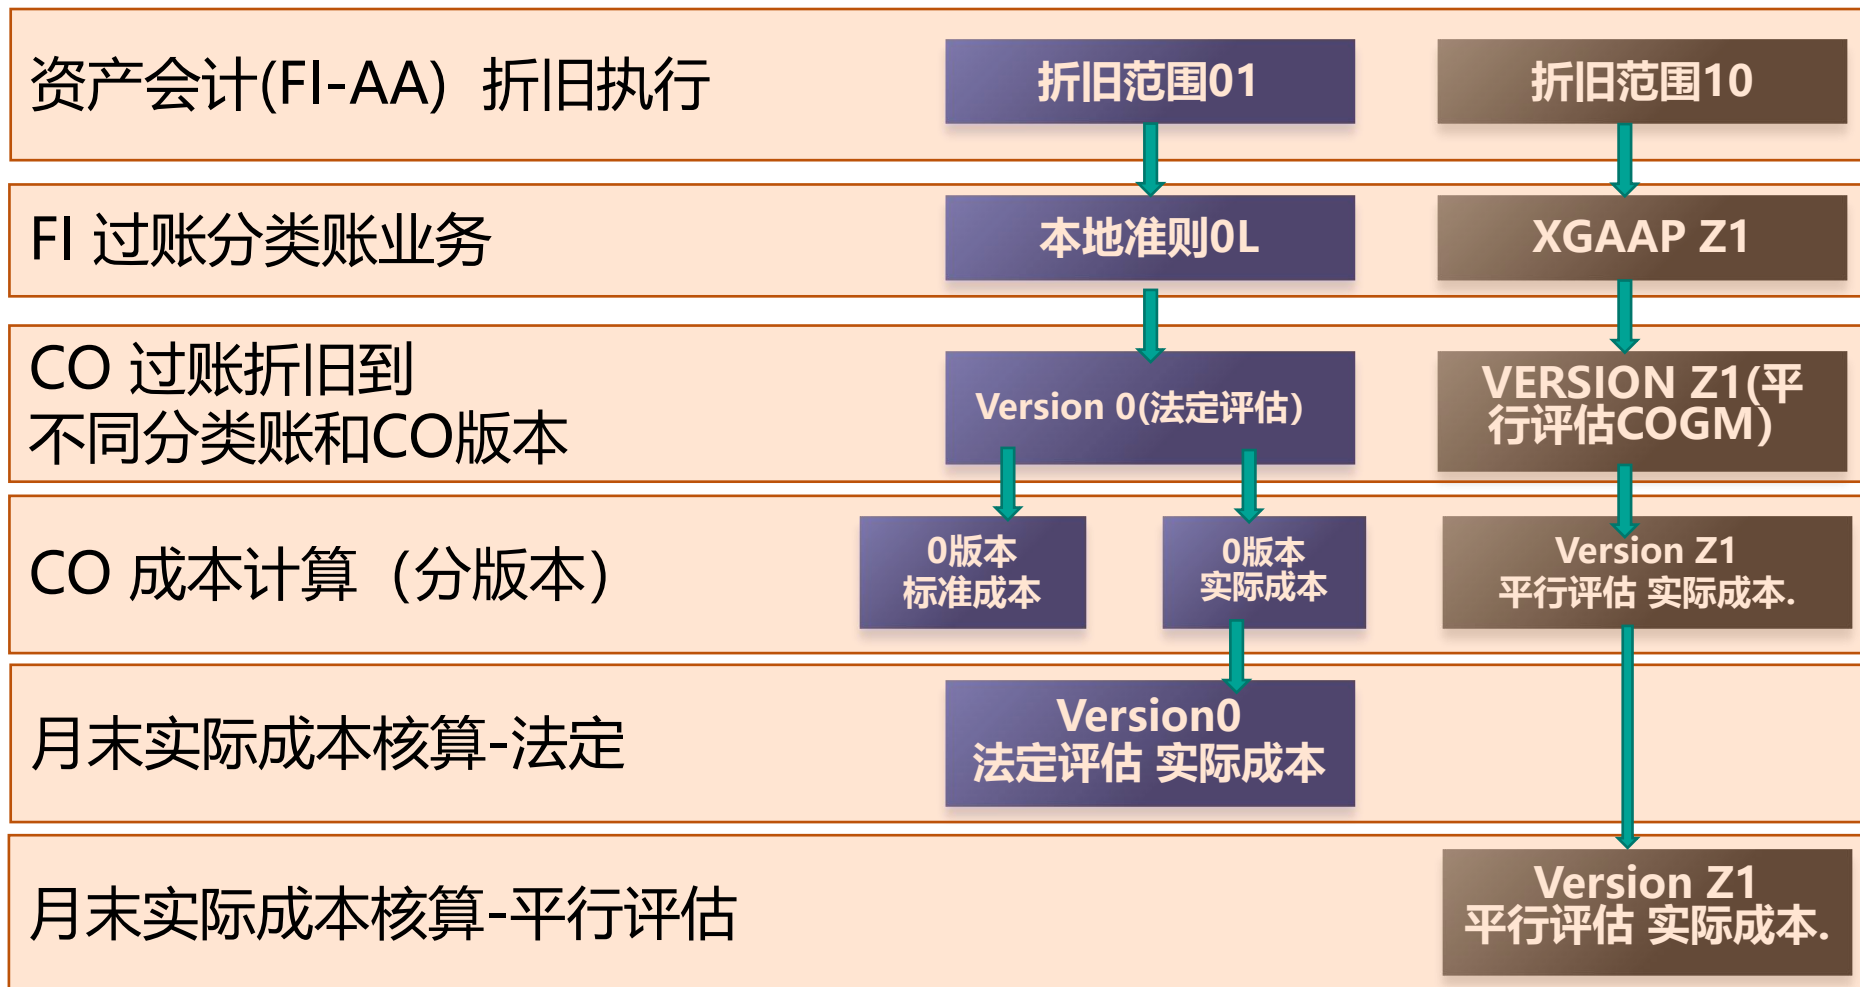 资产会计(FI-AA）折旧执行
折旧范围01
折旧范围10
FI 过账分类账业务
本地准则0L
XGAAP Z1
CO 过账折旧到
不同分类账和CO版本
Version 0(法定评估)
VERSION Z1(平
行评估COGM）
CO 成本计算（分版本）
0版本
标准成本
0版本
实际成本
Version Z1
平行评估 实际成本.
月末实际成本核算-法定
Version0
法定评估 实际成本
月末实际成本核算-平行评估
Version Z1
平行评估 实际成本.